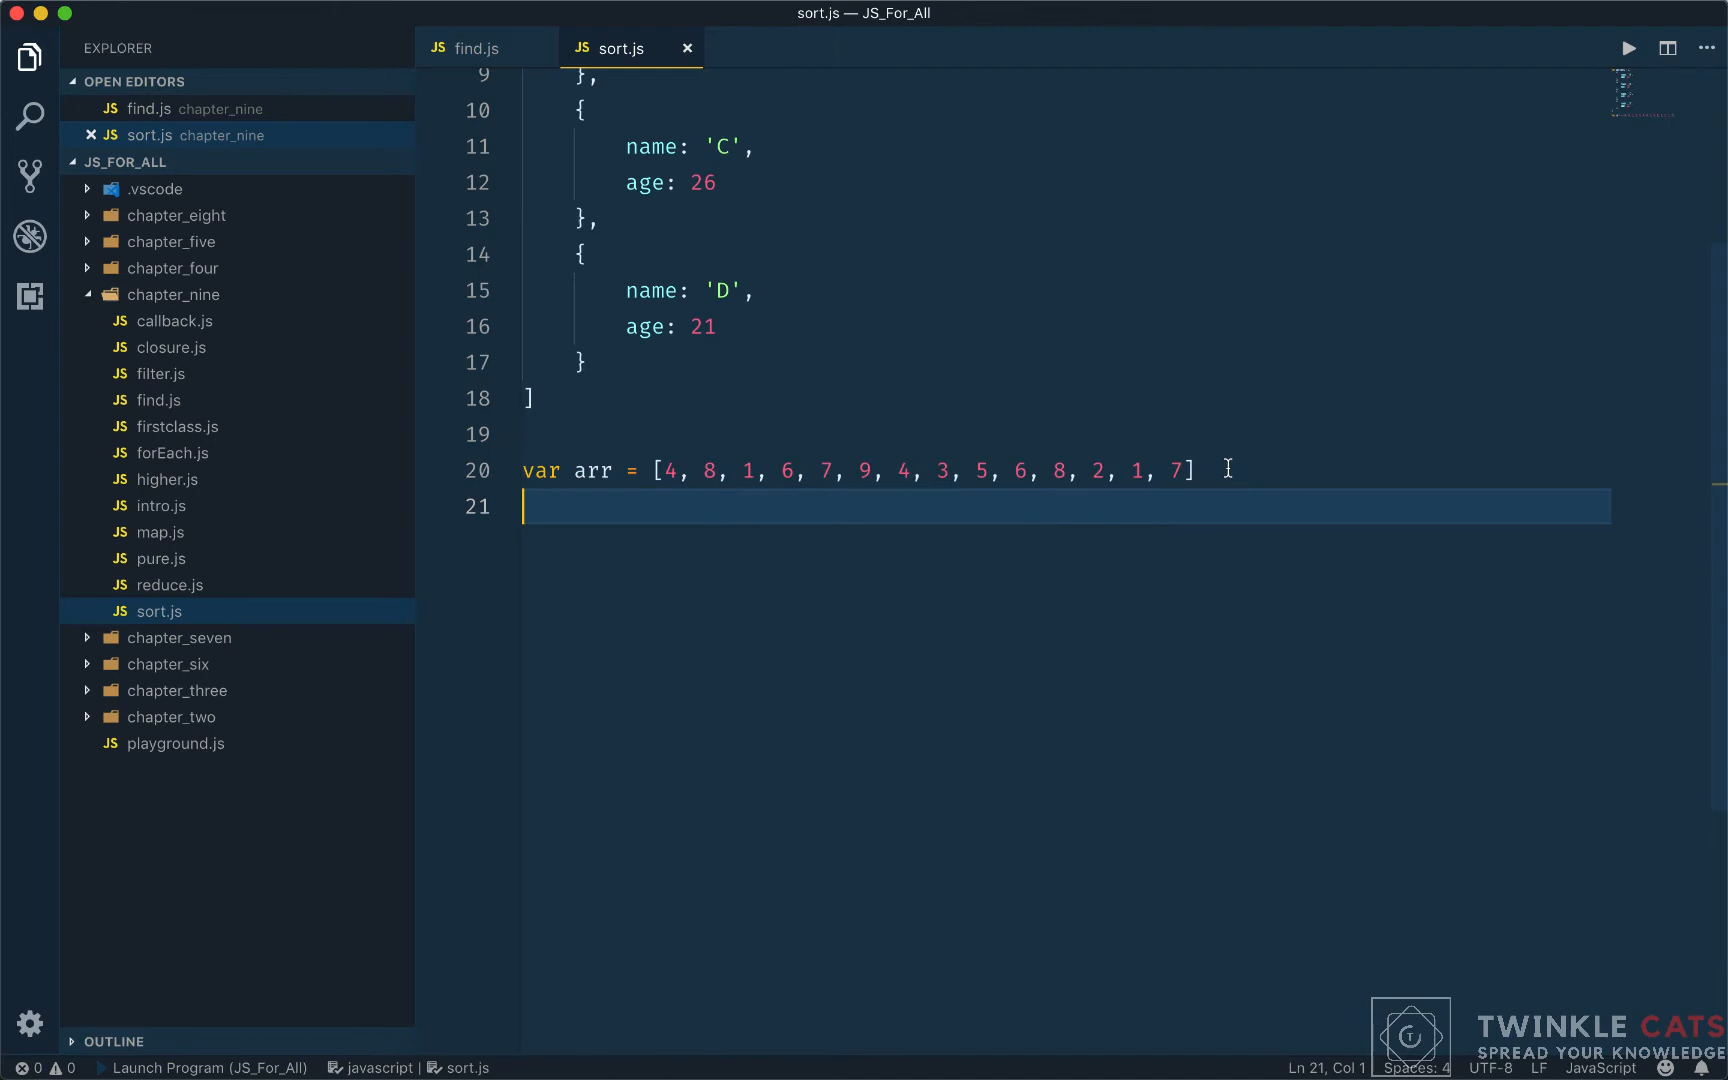 sort.js — JS_For_All
EXPLORER
OPEN EDITORS
JS find.js chapter_nine
JS sort.js chapter_nine
JS_FOR_ALL
.vscode
chapter_eight
chapter_five
chapter_four
chapter_nine
JS callback.js
JS closure.js
JS filter.js
JS find.js
JS firstclass.js
JS forEach.js
JS higher.js
JS intro.js
JS map.js
JS pure.js
JS reduce.js
JS sort.js
chapter_seven
chapter_six
chapter_three
chapter_two
JS playground.js
OUTLINE
JS find.js JS sort.js
9 },
10 {
11 name: 'C',
12 age: 26
13 },
14 {
15 name: 'D',
16 age: 21
17 }
18 ]
19
20 var arr = [4, 8, 1, 6, 7, 9, 4, 3, 5, 6, 8, 2, 1, 7]
21
TWINKLE CATS
SPREAD YOUR KNOWLEDGE
0 0 Launch Program (JS_For_All) javascript | sort.js Ln 21, Col 1 Spaces: 4 UTF-8 LF JavaScript